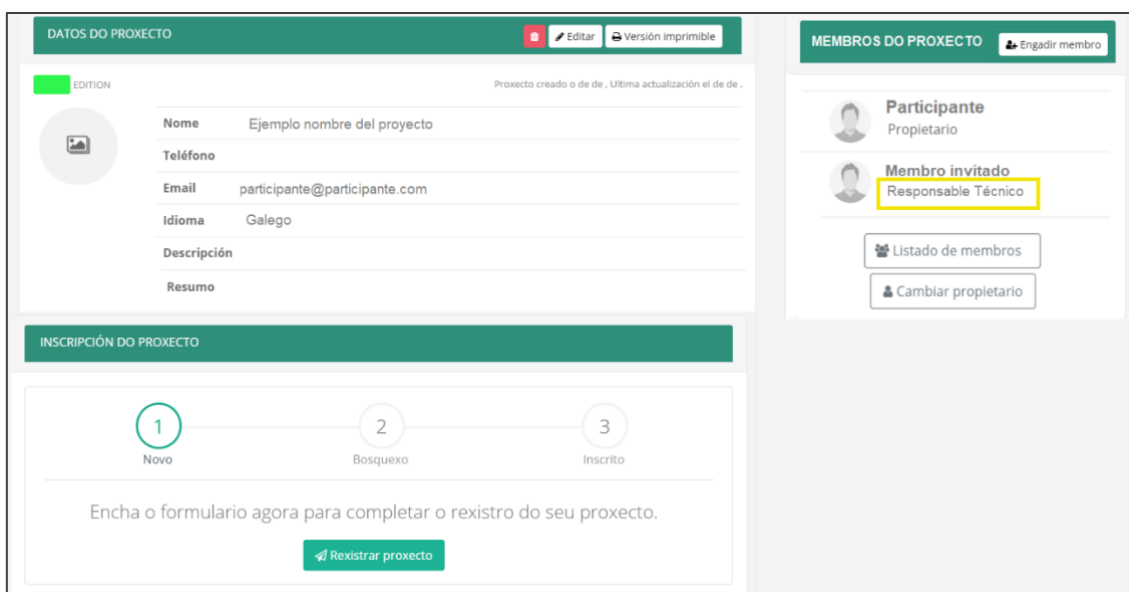 DATOS DO PROXECTO
Editar
Versión imprimible
EDITION
Proxecto creado o de de , Ultima actualización el de de .
Nome Ejemplo nombre del proyecto
Teléfono
Email participante@participante.com
Idioma Galego
Descripción
Resumo
INSCRIPCIÓN DO PROXECTO
1 2 3
Novo Bosquexo Inscrito
Encha o formulario agora para completar o rexistro do seu proxecto.
Rexistrar proxecto
MEMBROS DO PROXECTO
Engadir membro
Participante
Propietario
Membro invitado
Responsable Técnico
Listado de membros
Cambiar propietario